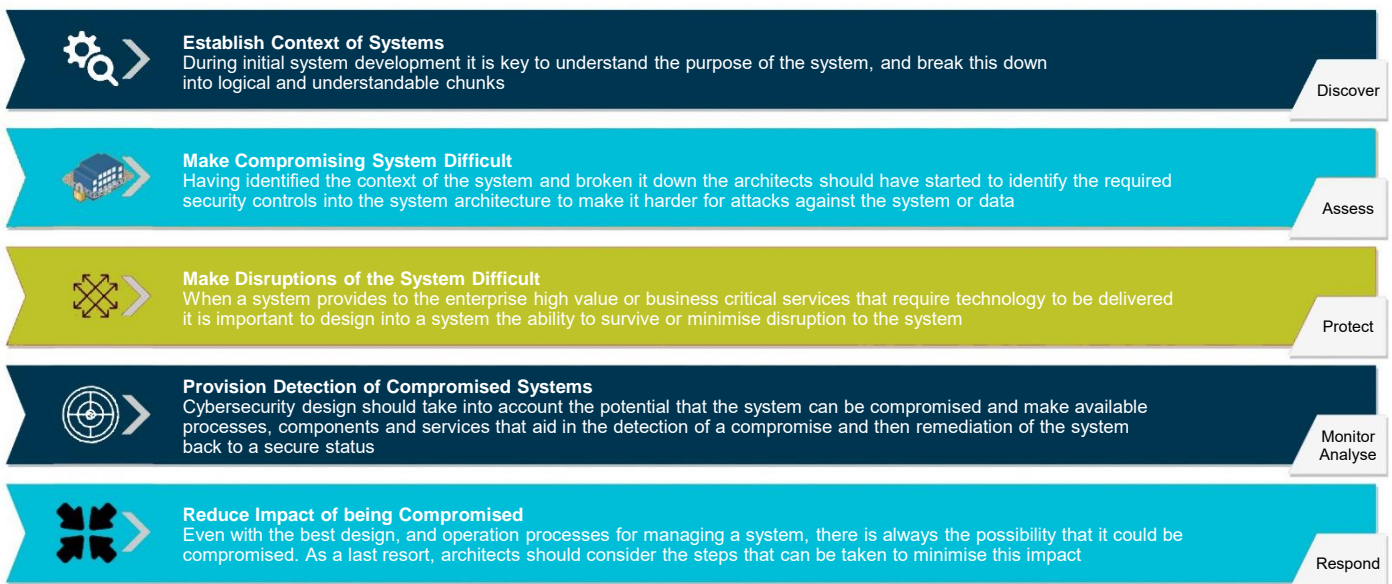 Establish Context of Systems
During initial system development it is key to understand the purpose of the system, and break this down
into logical and understandable chunks
Discover
Make Compromising System Difficult
Having identified the context of the system and broken it down the architects should have started to identify the required
security controls into the system architecture to make it harder for attacks against the system or data
Assess
Make Disruptions of the System Difficult
When a system provides to the enterprise high value or business critical services that require technology to be delivered
it is important to design into a system the ability to survive or minimise disruption to the system
Protect
Provision Detection of Compromised Systems
Cybersecurity design should take into account the potential that the system can be compromised and make available
processes, components and services that aid in the detection of a compromise and then remediation of the system
back to a secure status
Monitor
Analyse
Reduce Impact of being Compromised
Even with the best design, and operation processes for managing a system, there is always the possibility that it could be
compromised. As a last resort, architects should consider the steps that can be taken to minimise this impact
Respond